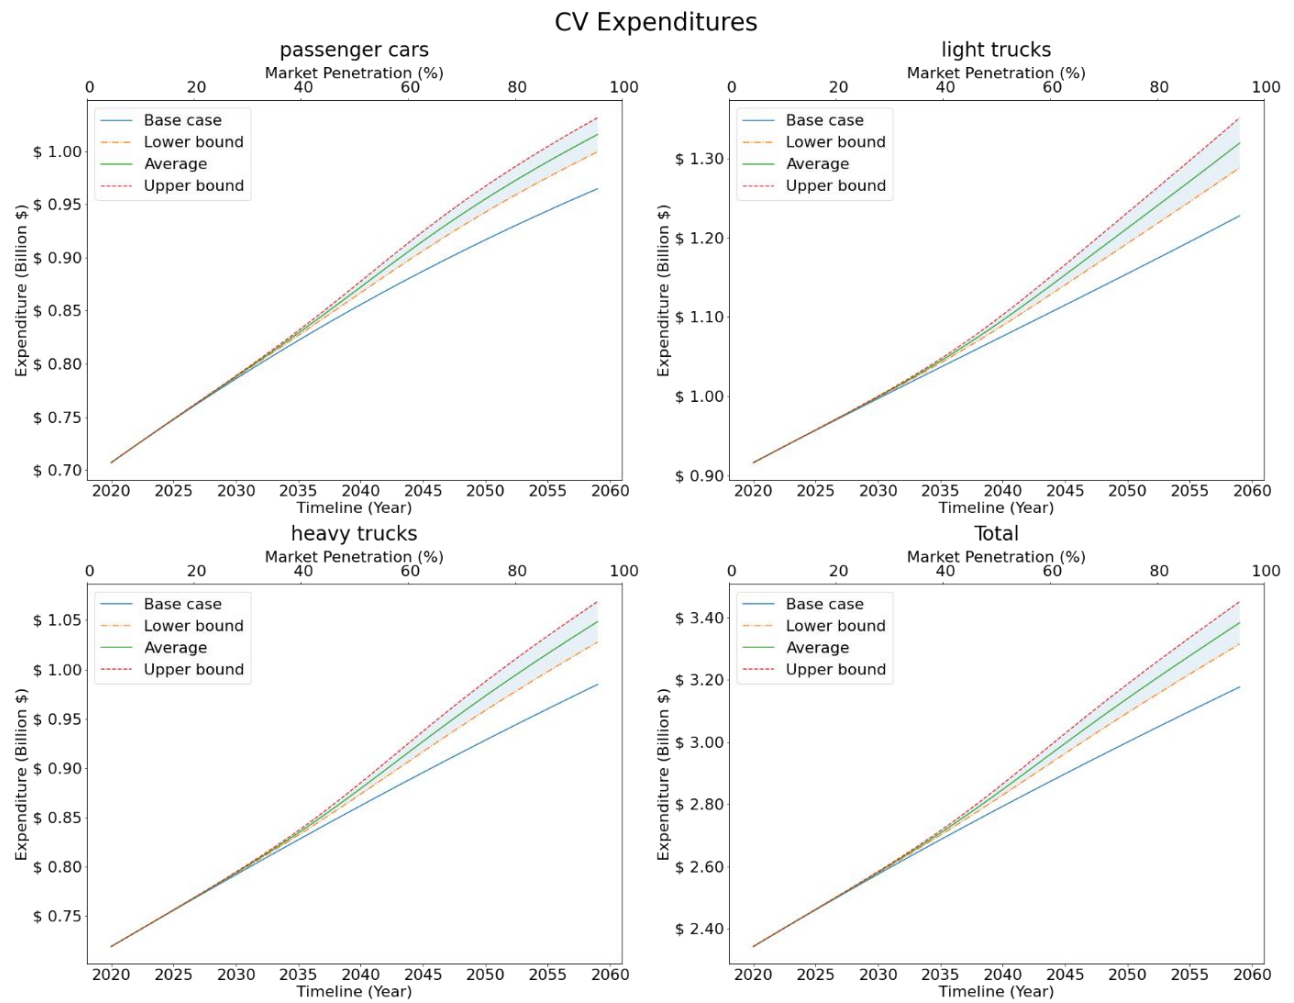 CV Expenditures
passenger cars
Market Penetration (%)
0 20 40 60 80 100
Base case
Lower bound
Average
Upper bound
Expenditure (Billion $)
$ 1.00
$ 0.95
$ 0.90
$ 0.85
$ 0.80
$ 0.75
$ 0.70
2020 2025 2030 2035 2040 2045 2050 2055 2060
Timeline (Year)
light trucks
Market Penetration (%)
0 20 40 60 80 100
Base case
Lower bound
Average
Upper bound
Expenditure (Billion $)
$ 1.30
$ 1.20
$ 1.10
$ 1.00
$ 0.90
2020 2025 2030 2035 2040 2045 2050 2055 2060
Timeline (Year)
heavy trucks
Market Penetration (%)
0 20 40 60 80 100
Base case
Lower bound
Average
Upper bound
Expenditure (Billion $)
$ 1.05
$ 1.00
$ 0.95
$ 0.90
$ 0.85
$ 0.80
$ 0.75
2020 2025 2030 2035 2040 2045 2050 2055 2060
Timeline (Year)
Total
Market Penetration (%)
0 20 40 60 80 100
Base case
Lower bound
Average
Upper bound
Expenditure (Billion $)
$ 3.40
$ 3.20
$ 3.00
$ 2.80
$ 2.60
$ 2.40
2020 2025 2030 2035 2040 2045 2050 2055 2060
Timeline (Year)